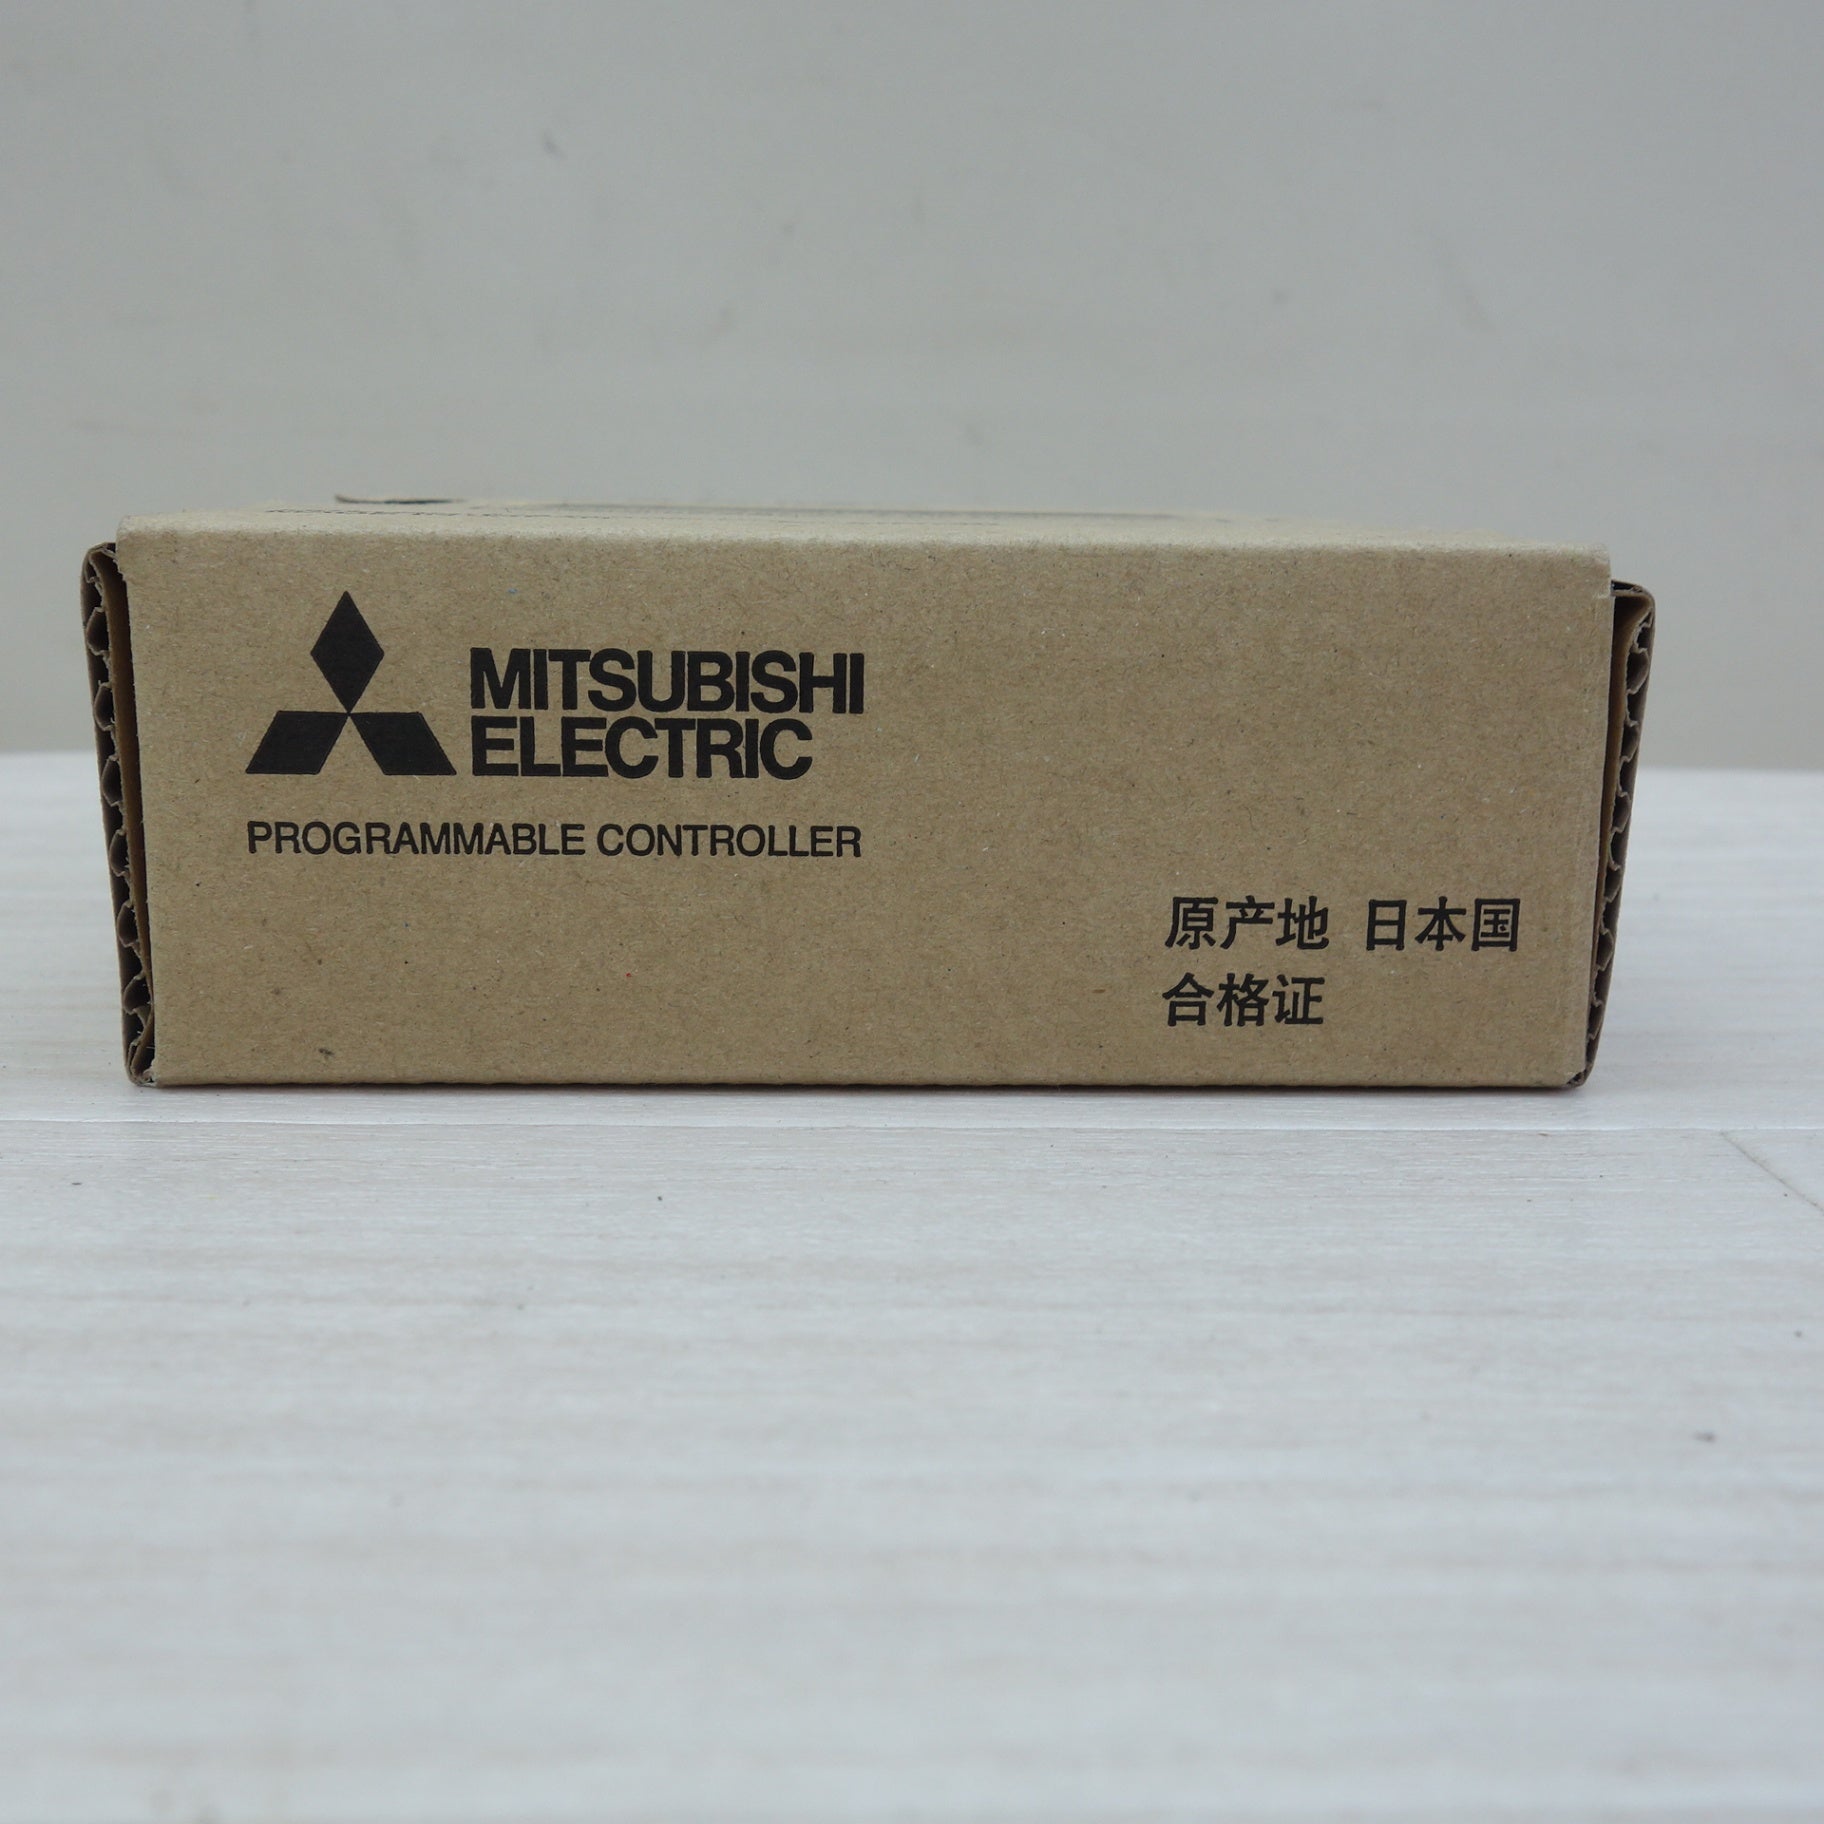 MITSUBISHI
ELECTRIC
PROGRAMMABLE CONTROLLER
原产地 日本国
合格证